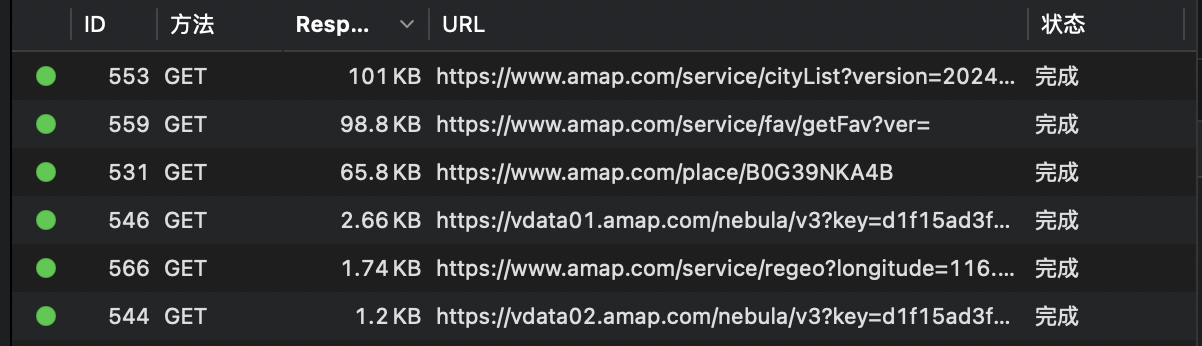 ID 方法 Resp... URL 状态
553 GET 101 KB https://www.amap.com/service/cityList?version=2024... 完成
559 GET 98.8 KB https://www.amap.com/service/fav/getFav?ver= 完成
531 GET 65.8 KB https://www.amap.com/place/B0G39NKA4B 完成
546 GET 2.66 KB https://vdata01.amap.com/nebula/v3?key=d1f15ad3f... 完成
566 GET 1.74 KB https://www.amap.com/service/regeo?longitude=116.... 完成
544 GET 1.2 KB https://vdata02.amap.com/nebula/v3?key=d1f15ad3f... 完成